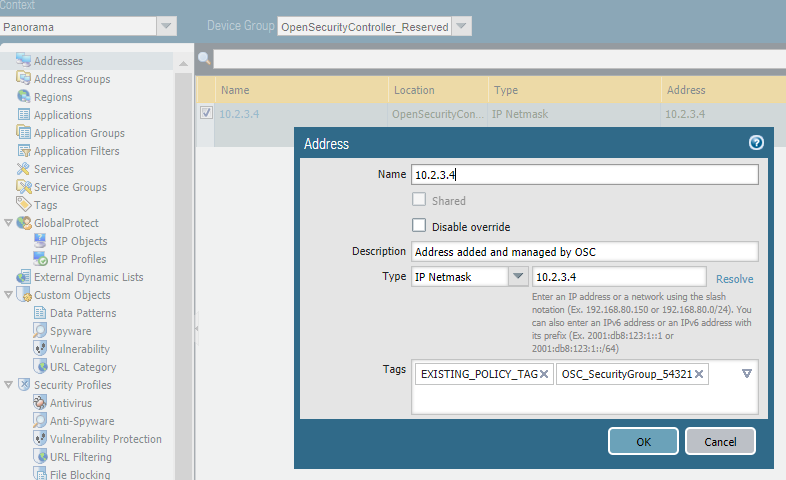 Context
Panorama
Device Group OpenSecurityController_Reserved
Addresses
Address Groups
Regions
Applications
Application Groups
Application Filters
Services
Service Groups
Tags
GlobalProtect
HIP Objects
HIP Profiles
External Dynamic Lists
Custom Objects
Data Patterns
Spyware
Vulnerability
URL Category
Security Profiles
Antivirus
Anti-Spyware
Vulnerability Protection
URL Filtering
File Blocking
Name Location Type Address
10.2.3.4 OpenSecurityCon... IP Netmask 10.2.3.4
Address
Name 10.2.3.4
Shared
Disable override
Description Address added and managed by OSC
Type IP Netmask 10.2.3.4 Resolve
Enter an IP address or a network using the slash
notation (Ex. 192.168.80.150 or 192.168.80.0/24). You
can also enter an IPv6 address or an IPv6 address with
its prefix (Ex. 2001:db8:123:1::1 or
2001:db8:123:1::/64)
Tags EXISTING_POLICY_TAG OSC_SecurityGroup_54321
OK Cancel